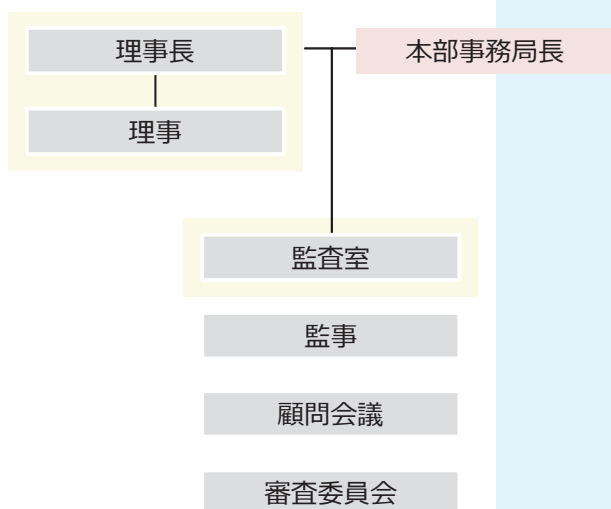 理事長
本部事務局長
理事
監査室
監事
顧問会議
審査委員会